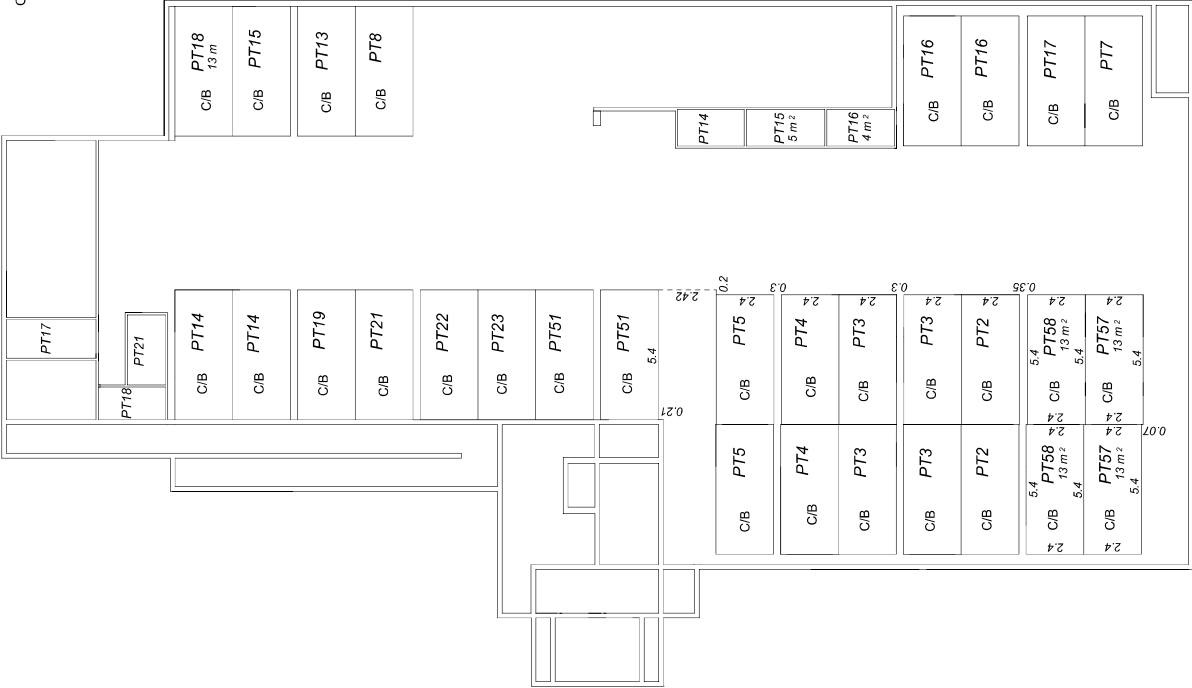 PT18
13 m
C/B
PT15
C/B
PT13
C/B
PT8
C/B
PT16
C/B
PT16
C/B
PT17
C/B
PT7
C/B
PT14
PT15
5 m²
PT16
4 m²
PT17
PT21
PT18
PT14
C/B
PT14
C/B
PT19
C/B
PT21
C/B
PT22
C/B
PT23
C/B
PT51
C/B
PT51
5.4
C/B
2.42
0.21
0.2
0.3
0.3
0.35
2.4
PT5
C/B
2.4
PT4
C/B
2.4
PT3
C/B
2.4
PT3
C/B
2.4
PT2
C/B
2.4
5.4
PT58
13 m²
5.4
C/B
2.4
2.4
PT57
13 m²
5.4
C/B
2.4
0.07
PT5
C/B
PT4
C/B
PT3
C/B
PT3
C/B
PT2
C/B
2.4
5.4
PT58
13 m²
5.4
C/B
2.4
2.4
PT57
13 m²
5.4
C/B
2.4